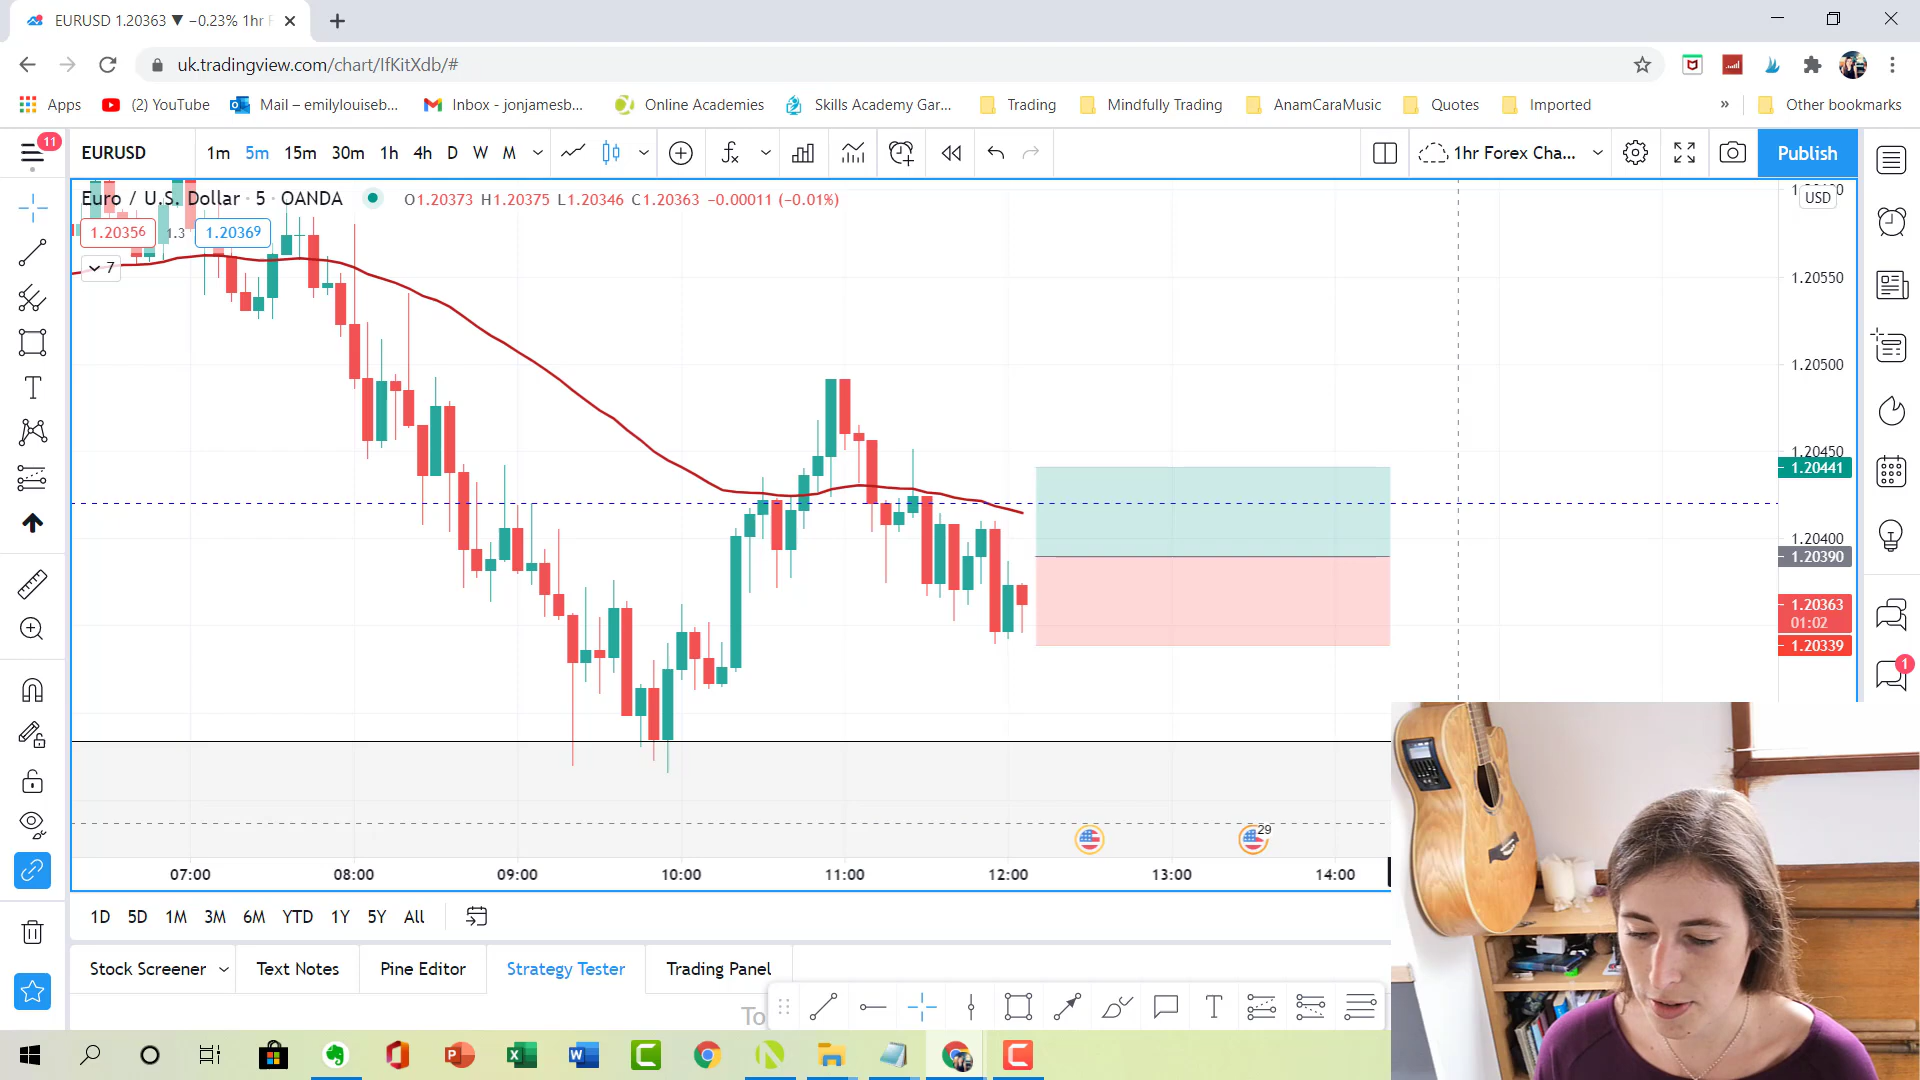 EURUSD 1.20363 ▼ −0.23% 1hr F
uk.tradingview.com/chart/IfKitXdb/#
Apps (2) YouTube Mail – emilylouiseb... Inbox - jonjamesb... Online Academies Skills Academy Gar... Trading Mindfully Trading AnamCaraMusic Quotes Imported » Other bookmarks
11 EURUSD 1m 5m 15m 30m 1h 4h D W M 1hr Forex Cha... Publish
Euro / U.S. Dollar · 5 · OANDA O1.20373 H1.20375 L1.20346 C1.20363 −0.00011 (−0.01%)
USD
1.20356 1.3 1.20369
7
1.20550
1.20500
1.20450
1.20441
1.20400
1.20390
1.20363
01:02
1.20339
1
29
07:00 08:00 09:00 10:00 11:00 12:00 13:00 14:00
1D 5D 1M 3M 6M YTD 1Y 5Y All
Stock Screener Text Notes Pine Editor Strategy Tester Trading Panel
To